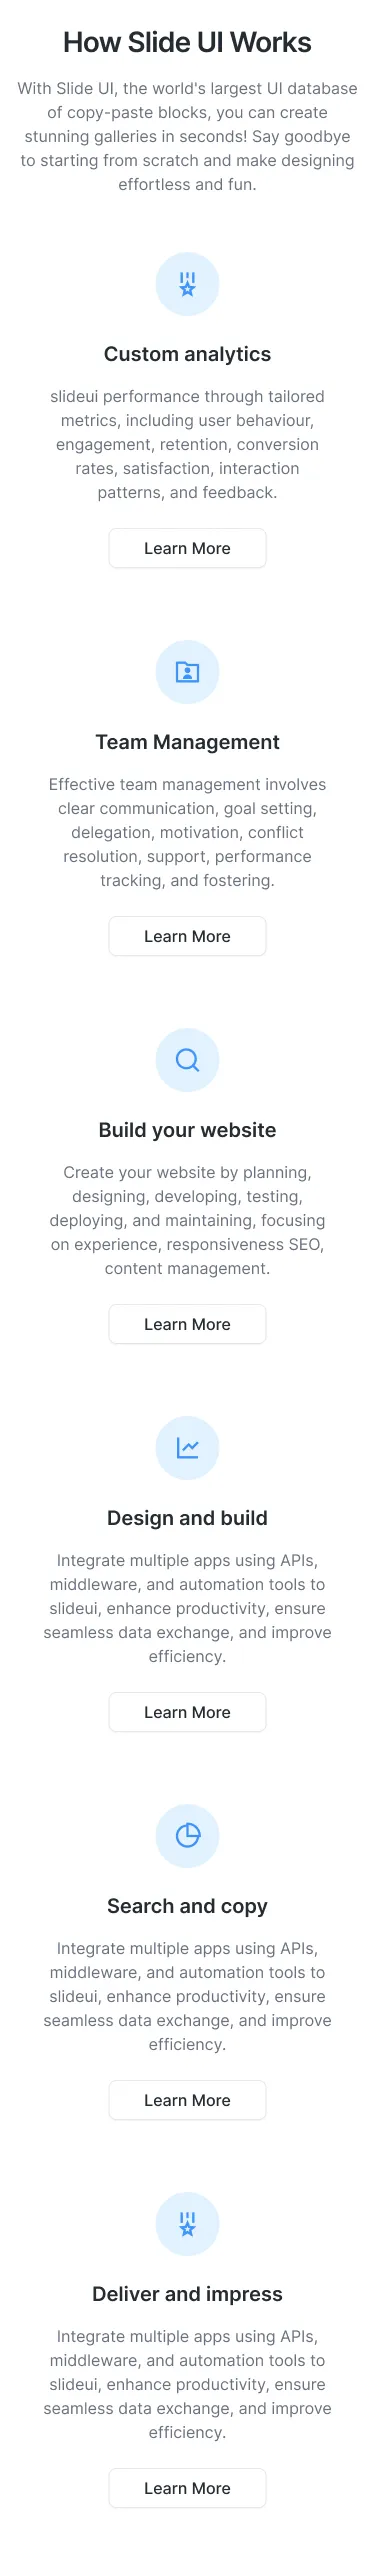 How Slide UI Works
With Slide UI, the world's largest UI database
of copy-paste blocks, you can create
stunning galleries in seconds! Say goodbye
to starting from scratch and make designing
effortless and fun.
Custom analytics
slideui performance through tailored
metrics, including user behaviour,
engagement, retention, conversion
rates, satisfaction, interaction
patterns, and feedback.
Learn More
Team Management
Effective team management involves
clear communication, goal setting,
delegation, motivation, conflict
resolution, support, performance
tracking, and fostering.
Learn More
Build your website
Create your website by planning,
designing, developing, testing,
deploying, and maintaining, focusing
on experience, responsiveness SEO,
content management.
Learn More
Design and build
Integrate multiple apps using APIs,
middleware, and automation tools to
slideui, enhance productivity, ensure
seamless data exchange, and improve
efficiency.
Learn More
Search and copy
Integrate multiple apps using APIs,
middleware, and automation tools to
slideui, enhance productivity, ensure
seamless data exchange, and improve
efficiency.
Learn More
Deliver and impress
Integrate multiple apps using APIs,
middleware, and automation tools to
slideui, enhance productivity, ensure
seamless data exchange, and improve
efficiency.
Learn More